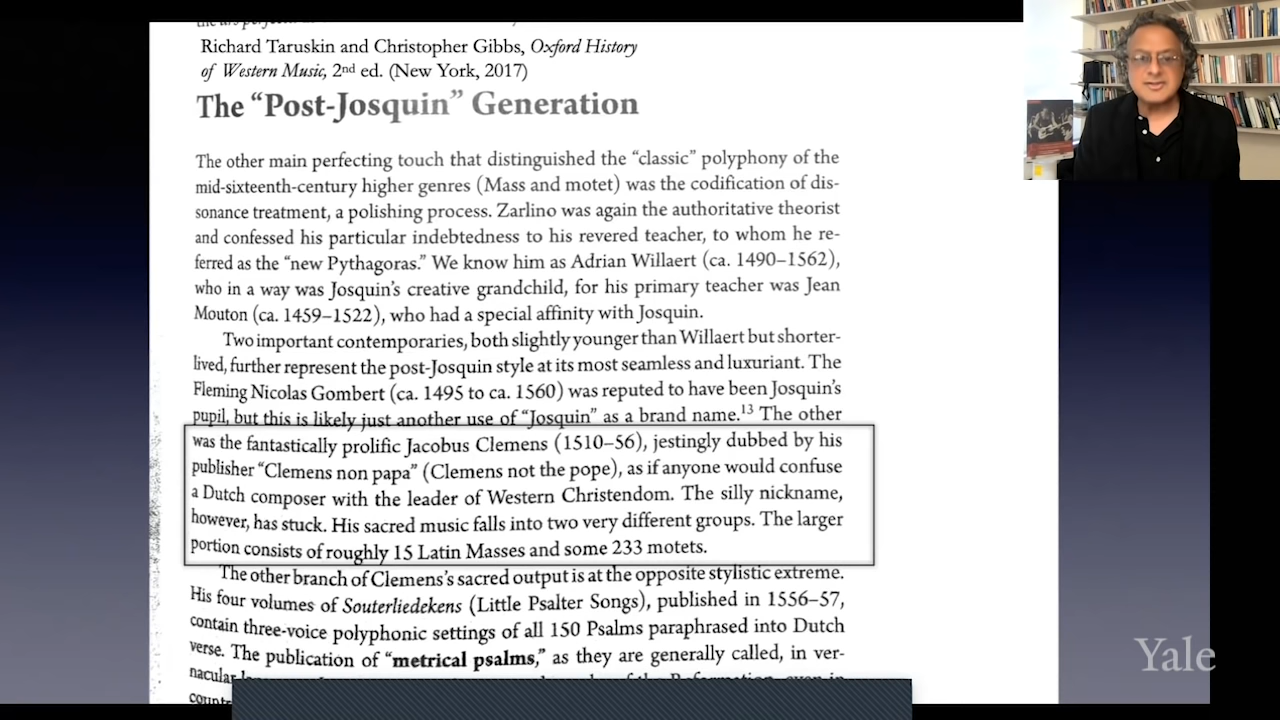 Richard Taruskin and Christopher Gibbs, Oxford History
of Western Music, 2nd ed. (New York, 2017)
The “Post-Josquin” Generation
The other main perfecting touch that distinguished the “classic” polyphony of the
mid-sixteenth-century higher genres (Mass and motet) was the codification of dis-
sonance treatment, a polishing process. Zarlino was again the authoritative theorist
and confessed his particular indebtedness to his revered teacher, to whom he re-
ferred as the “new Pythagoras.” We know him as Adrian Willaert (ca. 1490–1562),
who in a way was Josquin’s creative grandchild, for his primary teacher was Jean
Mouton (ca. 1459–1522), who had a special affinity with Josquin.
Two important contemporaries, both slightly younger than Willaert but shorter-
lived, further represent the post-Josquin style at its most seamless and luxuriant. The
Fleming Nicolas Gombert (ca. 1495 to ca. 1560) was reputed to have been Josquin’s
pupil, but this is likely just another use of “Josquin” as a brand name.13 The other
was the fantastically prolific Jacobus Clemens (1510–56), jestingly dubbed by his
publisher “Clemens non papa” (Clemens not the pope), as if anyone would confuse
a Dutch composer with the leader of Western Christendom. The silly nickname,
however, has stuck. His sacred music falls into two very different groups. The larger
portion consists of roughly 15 Latin Masses and some 233 motets.
The other branch of Clemens’s sacred output is at the opposite stylistic extreme.
His four volumes of Souterliedekens (Little Psalter Songs), published in 1556–57,
contain three-voice polyphonic settings of all 150 Psalms paraphrased into Dutch
verse. The publication of “metrical psalms,” as they are generally called, in ver-
nacular
Yale